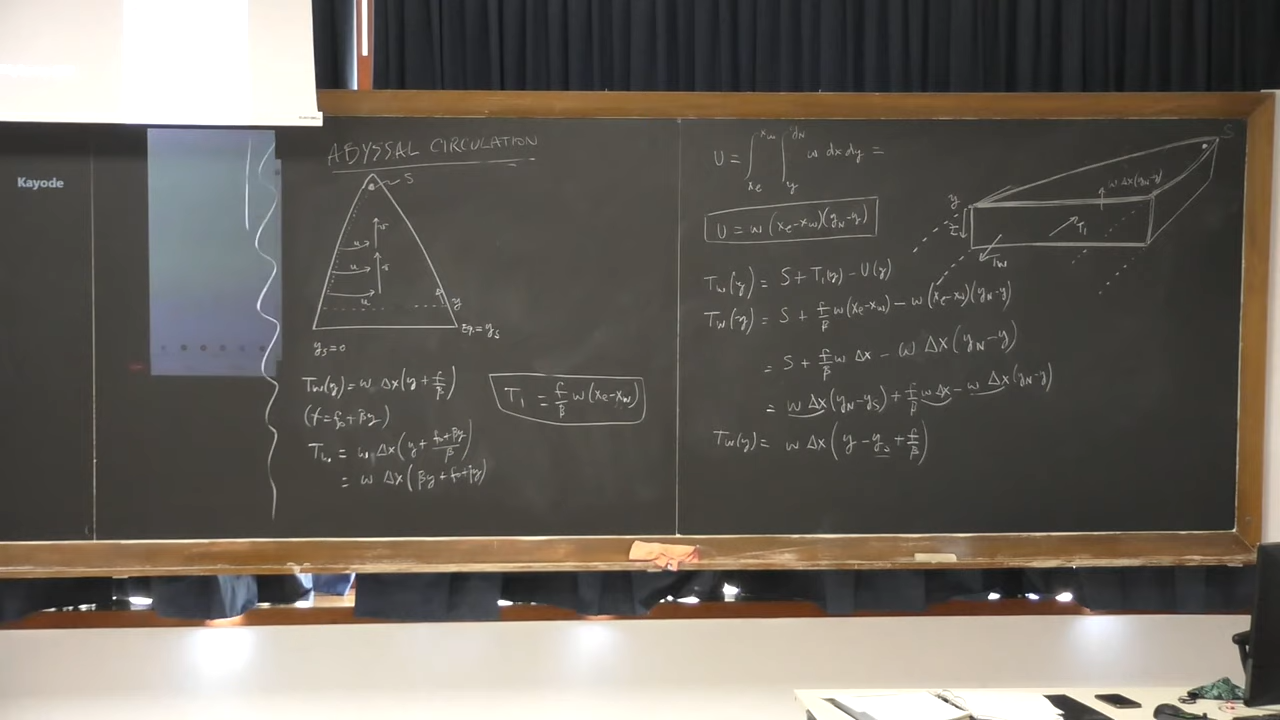 Kayode
ABYSSAL CIRCULATION
S
v
u
v
u
u
y
Eq. = y_S
y_S = 0
T_W(y) = w Δx(y + f/β)
(f = f_0 + βy)
T_W = w Δx(y + (f_0 + βy)/β)
= w Δx(βy + f_0 + βy)
T_1 = f/β w(x_e - x_w)
U = ∫_{x_e}^{x_w} ∫_y^{y_N} w dx dy =
U = w(x_e - x_w)(y_N - y)
T_W(y) = S + T_1(y) - U(y)
T_W(y) = S + f/β w(x_e - x_w) - w(x_e - x_w)(y_N - y)
= S + f/β w Δx - w Δx(y_N - y)
= w Δx(y_N - y_S) + f/β w Δx - w Δx(y_N - y)
T_W(y) = w Δx(y - y_S + f/β)
S
w Δx(y_N - y)
y
T_1
T_W